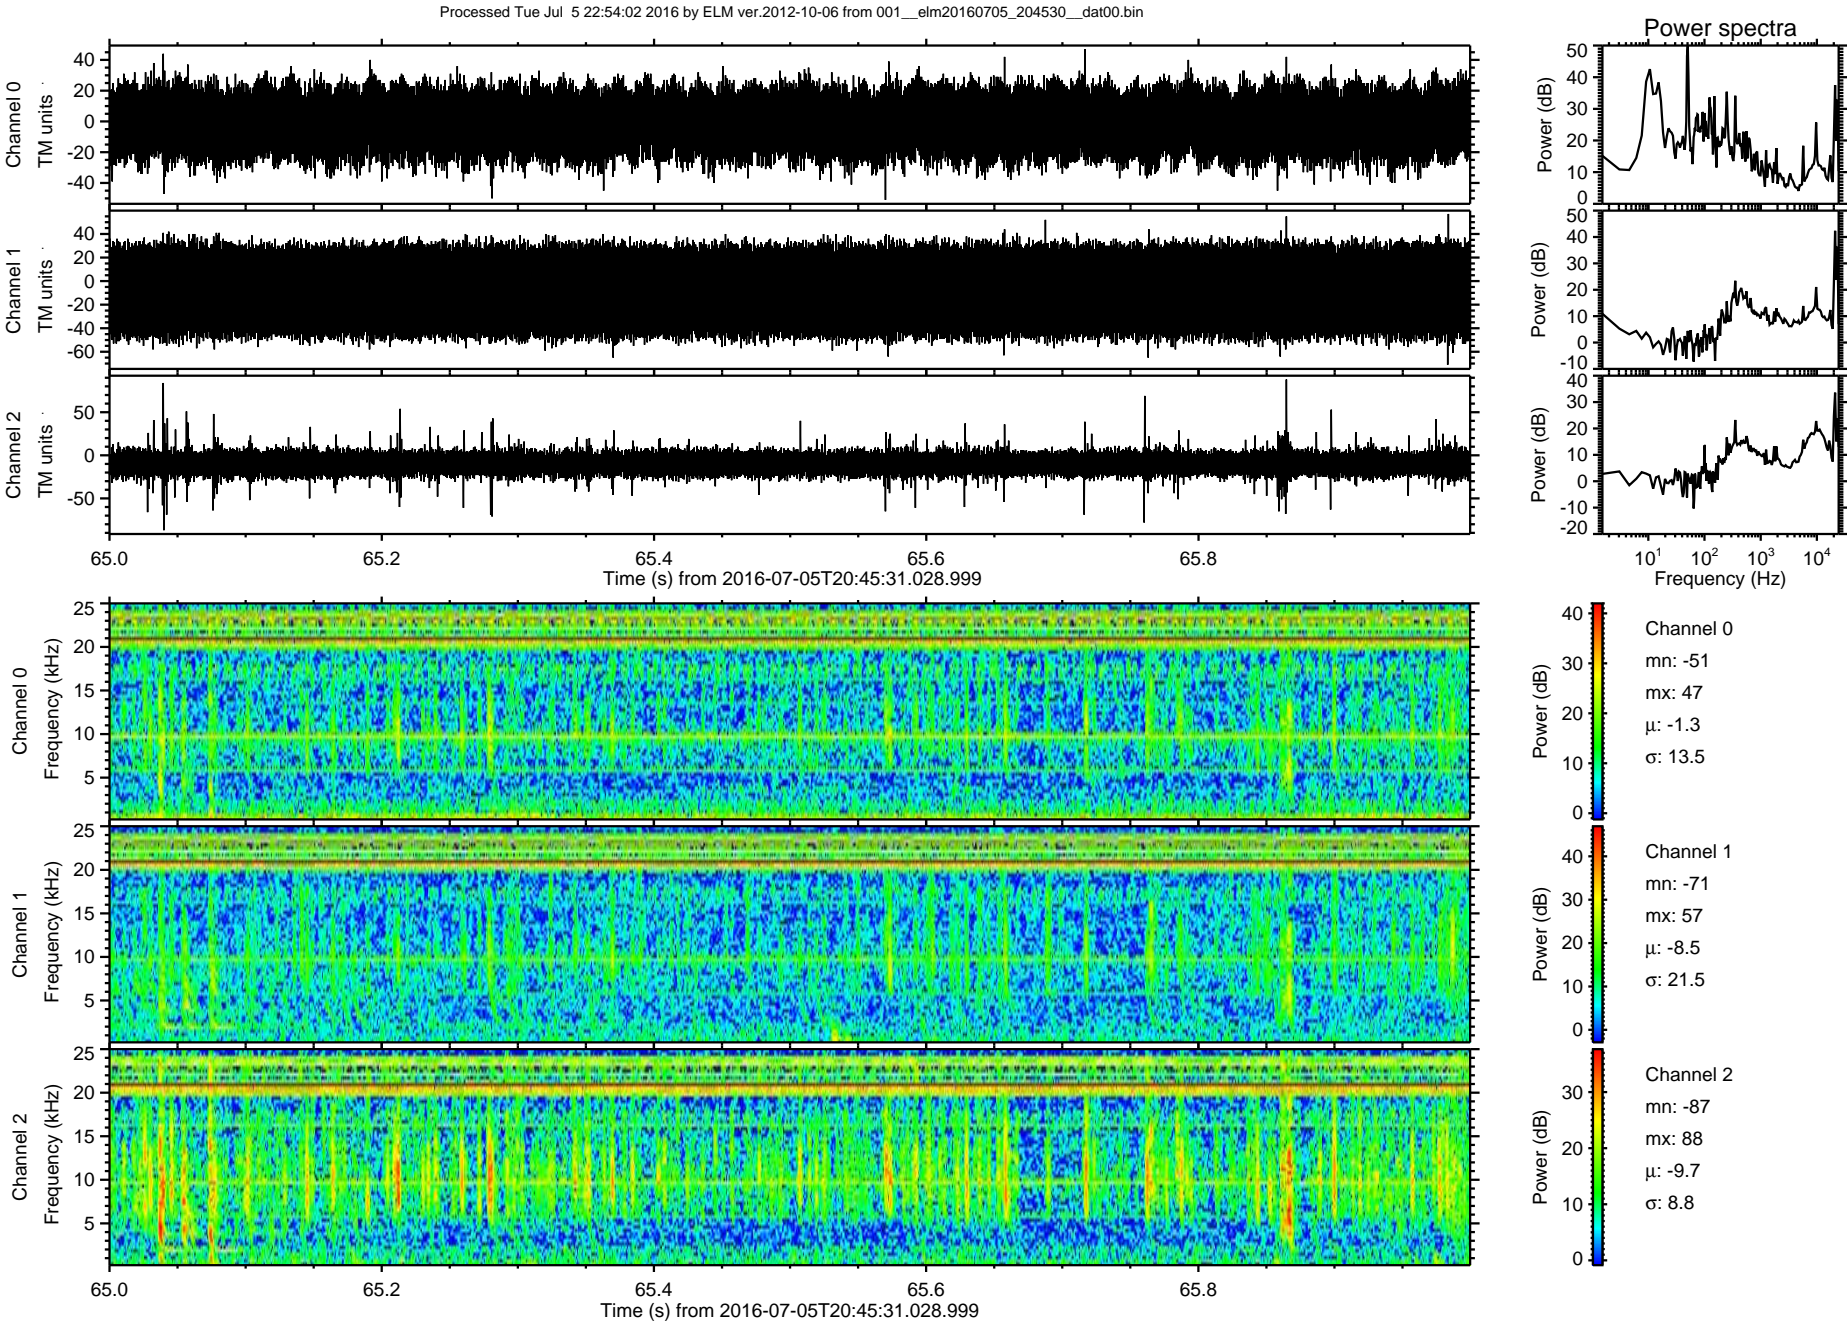 Processed Tue Jul 5 22:54:02 2016 by ELM ver.2012-10-06 from 001__elm20160705_204530__dat00.bin
Power spectra
Channel 0
TM units
40
20
0
-20
-40
Power (dB)
50
40
30
20
10
0
Channel 1
TM units
40
20
0
-20
-40
-60
Power (dB)
50
40
30
20
10
0
-10
Channel 2
TM units
50
0
-50
Power (dB)
40
30
20
10
0
-10
-20
65.0 65.2 65.4 65.6 65.8
Time (s) from 2016-07-05T20:45:31.028.999
10^1 10^2 10^3 10^4
Frequency (Hz)
Channel 0
Frequency (kHz)
25
20
15
10
5
Power (dB)
40
30
20
10
0
Channel 0
mn: -51
mx: 47
μ: -1.3
σ: 13.5
Channel 1
Frequency (kHz)
25
20
15
10
5
Power (dB)
40
30
20
10
0
Channel 1
mn: -71
mx: 57
μ: -8.5
σ: 21.5
Channel 2
Frequency (kHz)
25
20
15
10
5
Power (dB)
30
20
10
0
Channel 2
mn: -87
mx: 88
μ: -9.7
σ: 8.8
65.0 65.2 65.4 65.6 65.8
Time (s) from 2016-07-05T20:45:31.028.999